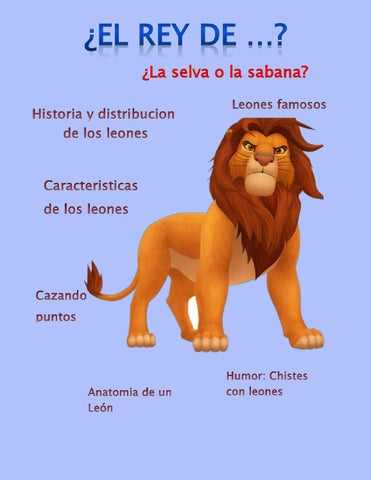 ¿EL REY DE ...?
¿La selva o la sabana?
Leones famosos
Historia y distribucion
de los leones
Caracteristicas
de los leones
Cazando
puntos
Humor: Chistes
con leones
Anatomia de un
León